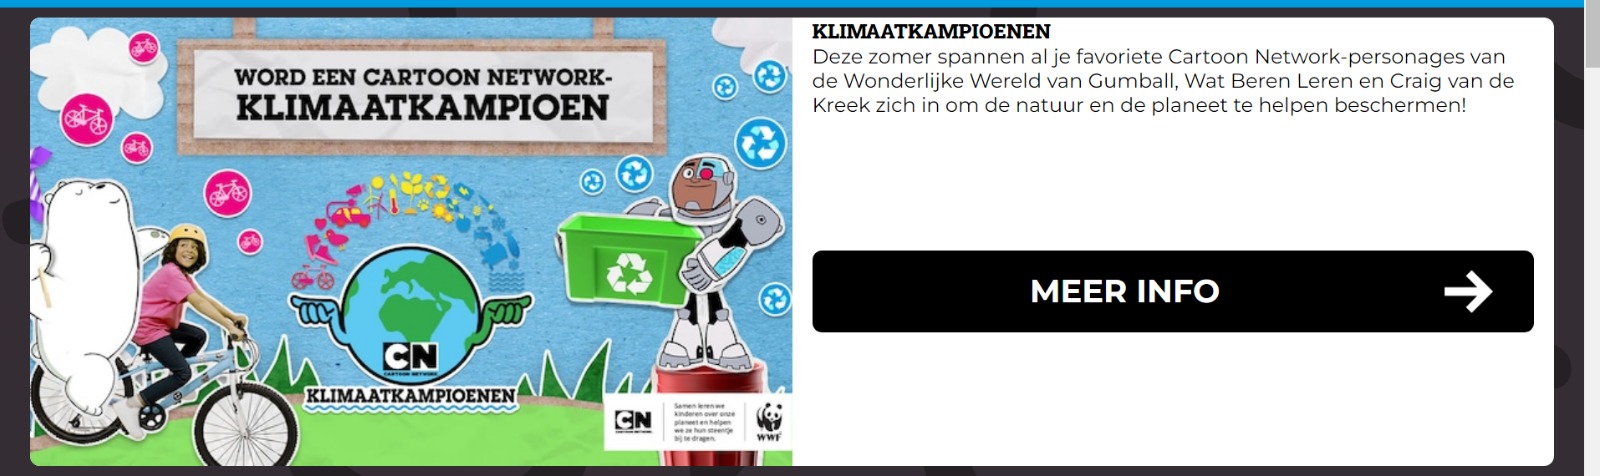 WORD EEN CARTOON NETWORK-
KLIMAATKAMPIOEN
CN
CARTOON NETWORK
KLIMAATKAMPIOENEN
CN
CARTOON NETWORK
Samen leren we
kinderen over onze
planeet en helpen
we ze hun steentje
bij te dragen.
WWF
KLIMAATKAMPIOENEN
Deze zomer spannen al je favoriete Cartoon Network-personages van
de Wonderlijke Wereld van Gumball, Wat Beren Leren en Craig van de
Kreek zich in om de natuur en de planeet te helpen beschermen!
MEER INFO